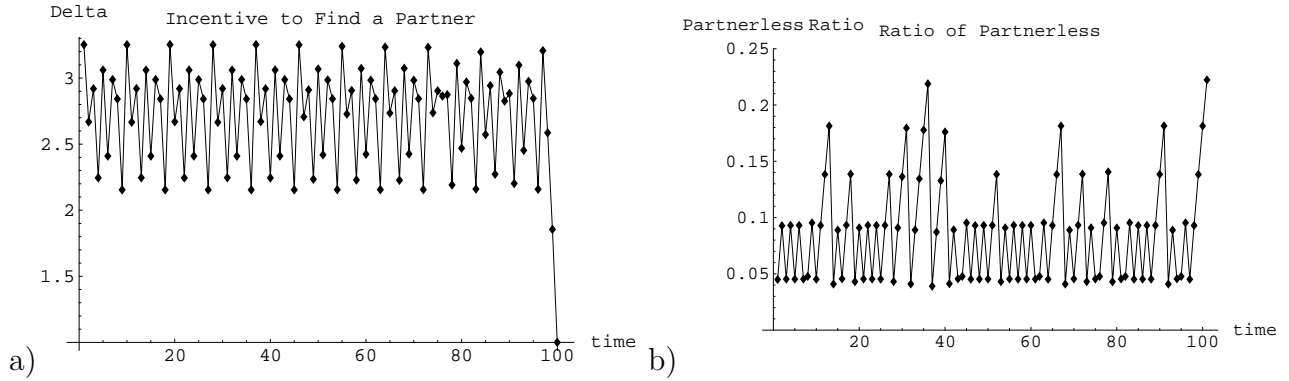 Delta
Incentive to Find a Partner
3
2.5
2
1.5
20 40 60 80 100
time
a)
Partnerless Ratio
Ratio of Partnerless
0.25
0.2
0.15
0.1
0.05
20 40 60 80 100
time
b)